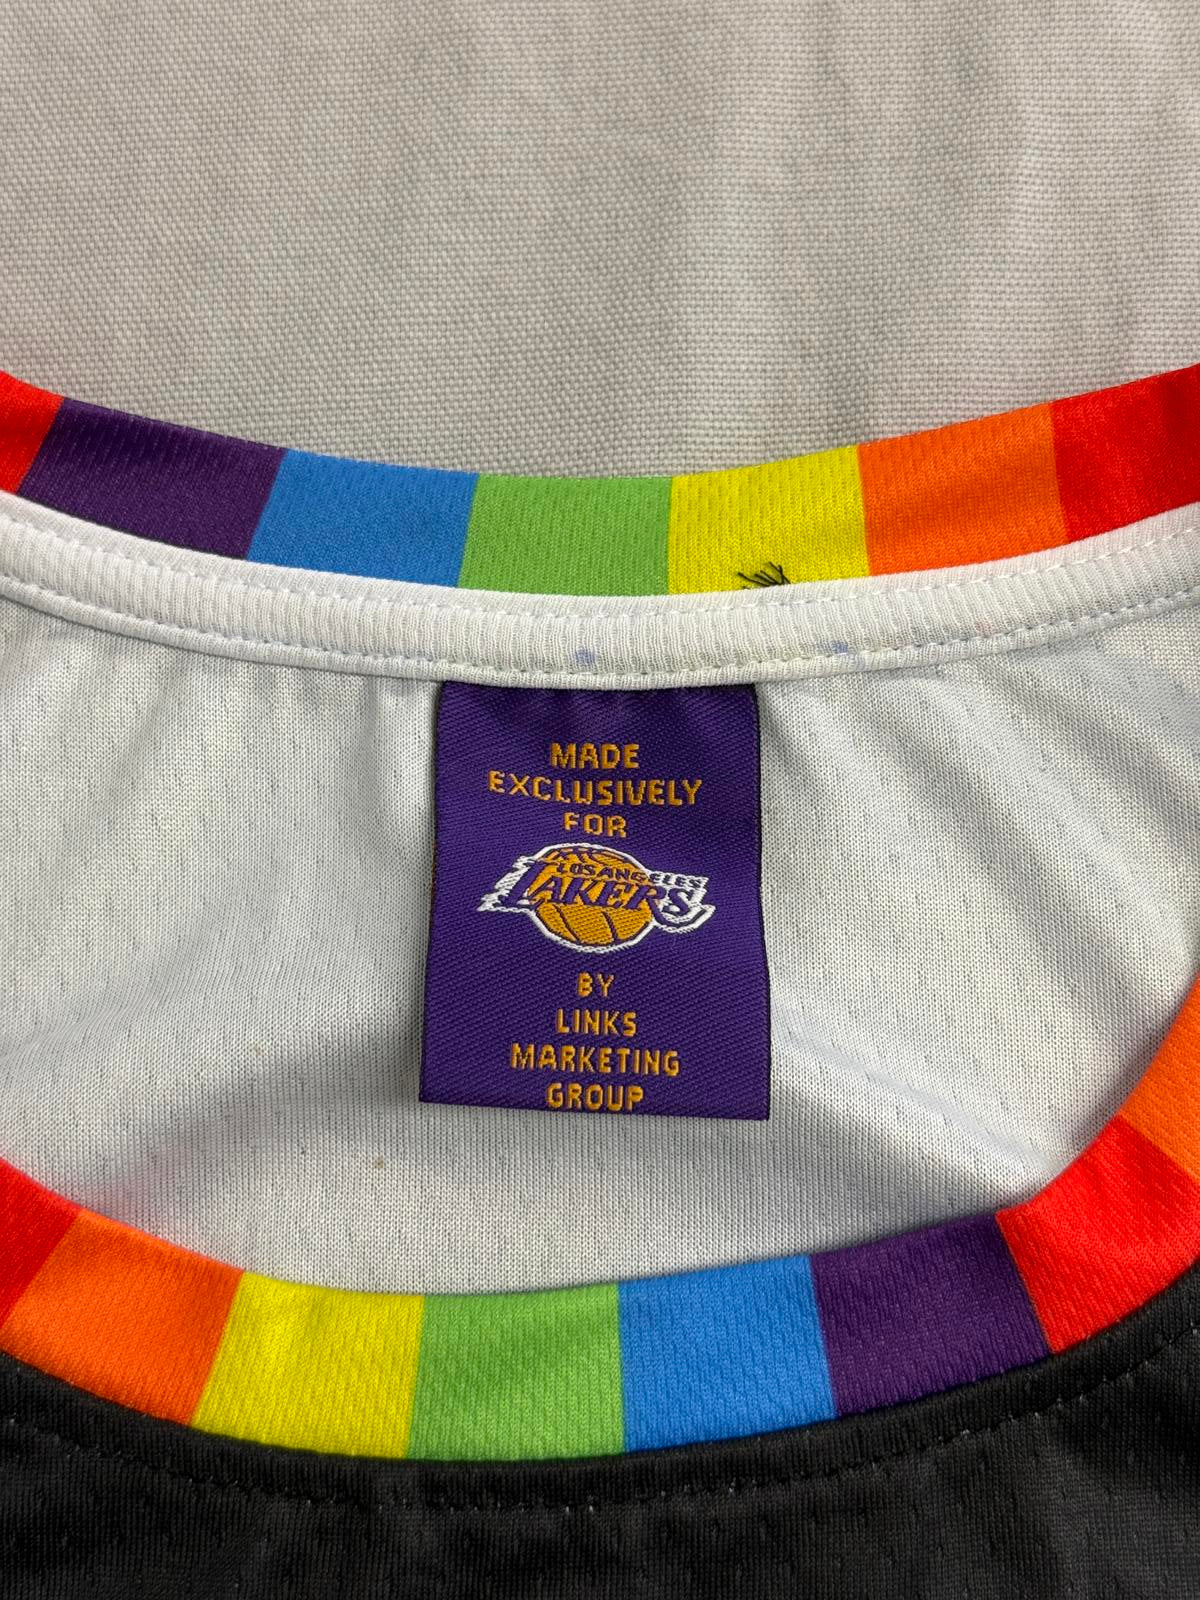 MADE
EXCLUSIVELY
FOR
LOS ANGELES
LAKERS
BY
LINKS
MARKETING
GROUP